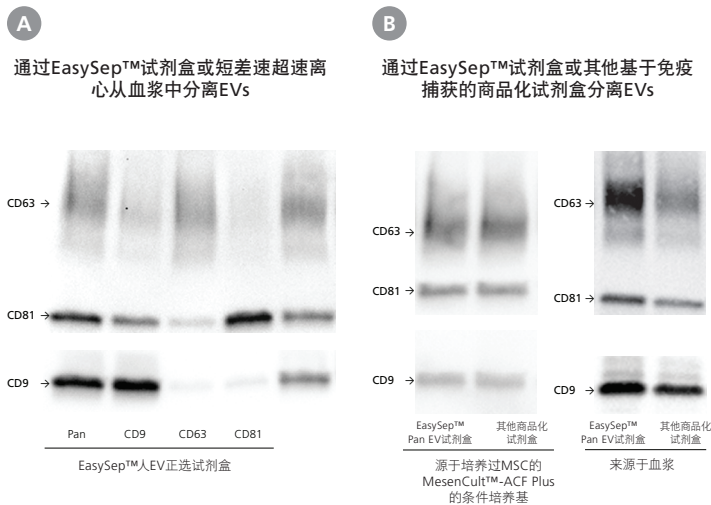 A
通过EasySep™试剂盒或短差速超速离
心从血浆中分离EVs
CD63 →
CD81 →
CD9 →
Pan
CD9
CD63
CD81
EasySep™人EV正选试剂盒
B
通过EasySep™试剂盒或其他基于免疫
捕获的商品化试剂盒分离EVs
CD63 →
CD81 →
CD9 →
EasySep™
Pan EV试剂盒
其他商品化
试剂盒
源于培养过MSC的
MesenCult™-ACF Plus
的条件培养基
CD63 →
CD81 →
CD9 →
EasySep™
Pan EV试剂盒
其他商品化
试剂盒
来源于血浆